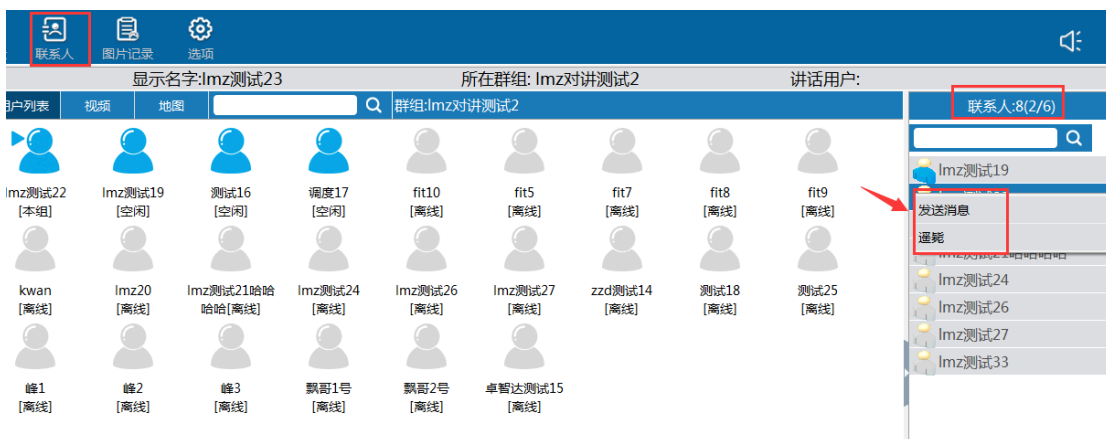 联系人 图片记录 选项
显示名字:lmz测试23 所在群组: lmz对讲测试2 讲话用户:
户列表 视频 地图 群组:lmz对讲测试2 联系人:8(2/6)
lmz测试22 lmz测试19 测试16 调度17 fit10 fit5 fit7 fit8 fit9
[本组] [空闲] [空闲] [空闲] [离线] [离线] [离线] [离线] [离线]
kwan lmz20 lmz测试21哈哈 lmz测试24 lmz测试26 lmz测试27 zzd测试14 测试18 测试25
[离线] [离线] 哈哈[离线] [离线] [离线] [离线] [离线] [离线] [离线]
峰1 峰2 峰3 飘哥1号 飘哥2号 卓智达测试15
[离线] [离线] [离线] [离线] [离线] [离线]
lmz测试19
发送消息
遥毙
lmz测试21哈哈哈哈
lmz测试24
lmz测试26
lmz测试27
lmz测试33